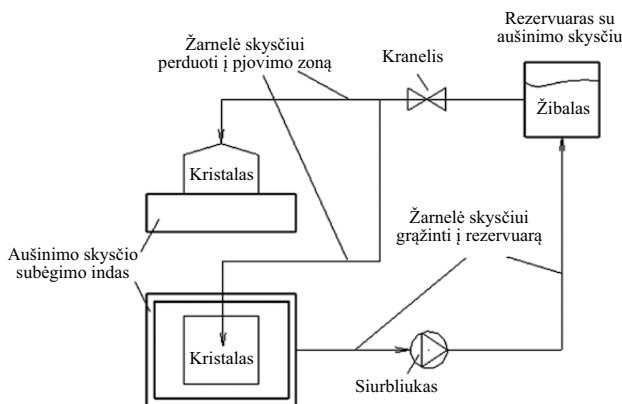 Rezervuaras su
aušinimo skysčiu
Žarnelė skysčiui
perduoti į pjovimo zoną
Kranelis
Žibalas
Kristalas
Žarnelė skysčiui
grąžinti į rezervuarą
Aušinimo skysčio
subėgimo indas
Kristalas
Siurbliukas